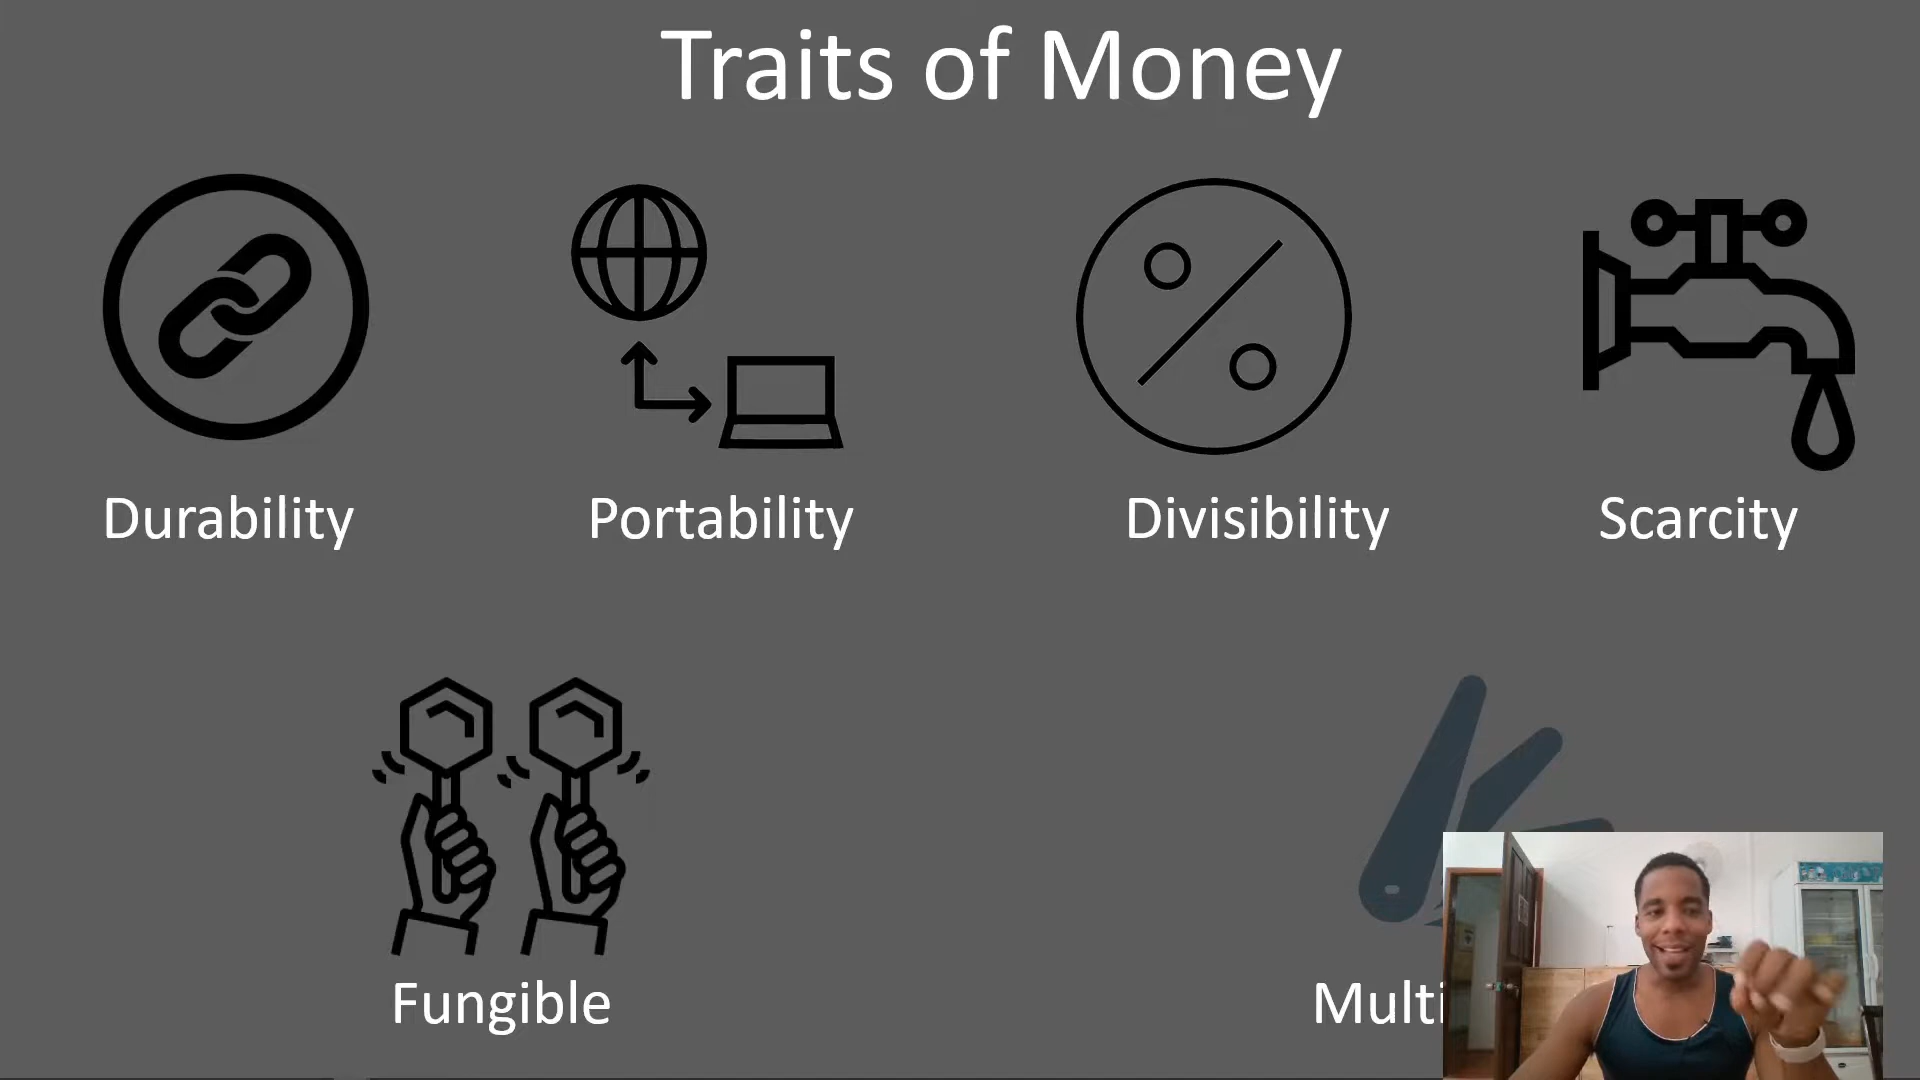 Traits of Money
Durability
Portability
Divisibility
Scarcity
Fungible
Multi